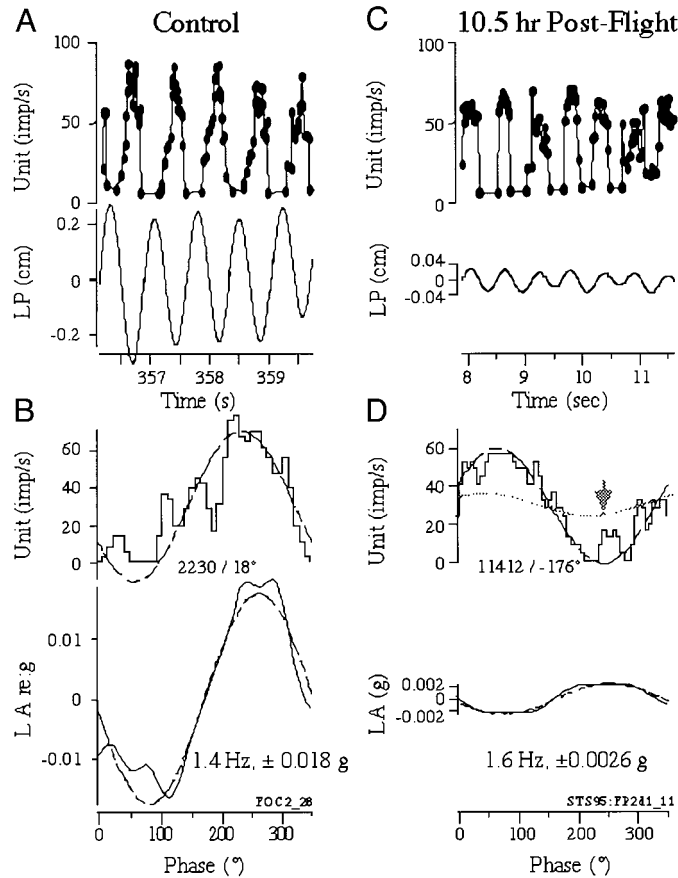 A Control
100
50
0
Unit (imp/s)
0.2
0
-0.2
LP (cm)
357 358 359
Time (s)
B
60
40
20
0
Unit (imp/s)
2230 / 18°
0.01
0
-0.01
LA re:g
1.4 Hz, ± 0.018 g
FOC2_28
0 100 200 300
Phase (°)
C 10.5 hr Post-Flight
100
50
0
Unit (imp/s)
0.04
0
-0.04
LP (cm)
8 9 10 11
Time (sec)
D
60
40
20
0
Unit (imp/s)
11412 / -176°
0.002
0
-0.002
LA (g)
1.6 Hz, ±0.0026 g
0 100 200 300
Phase (°)